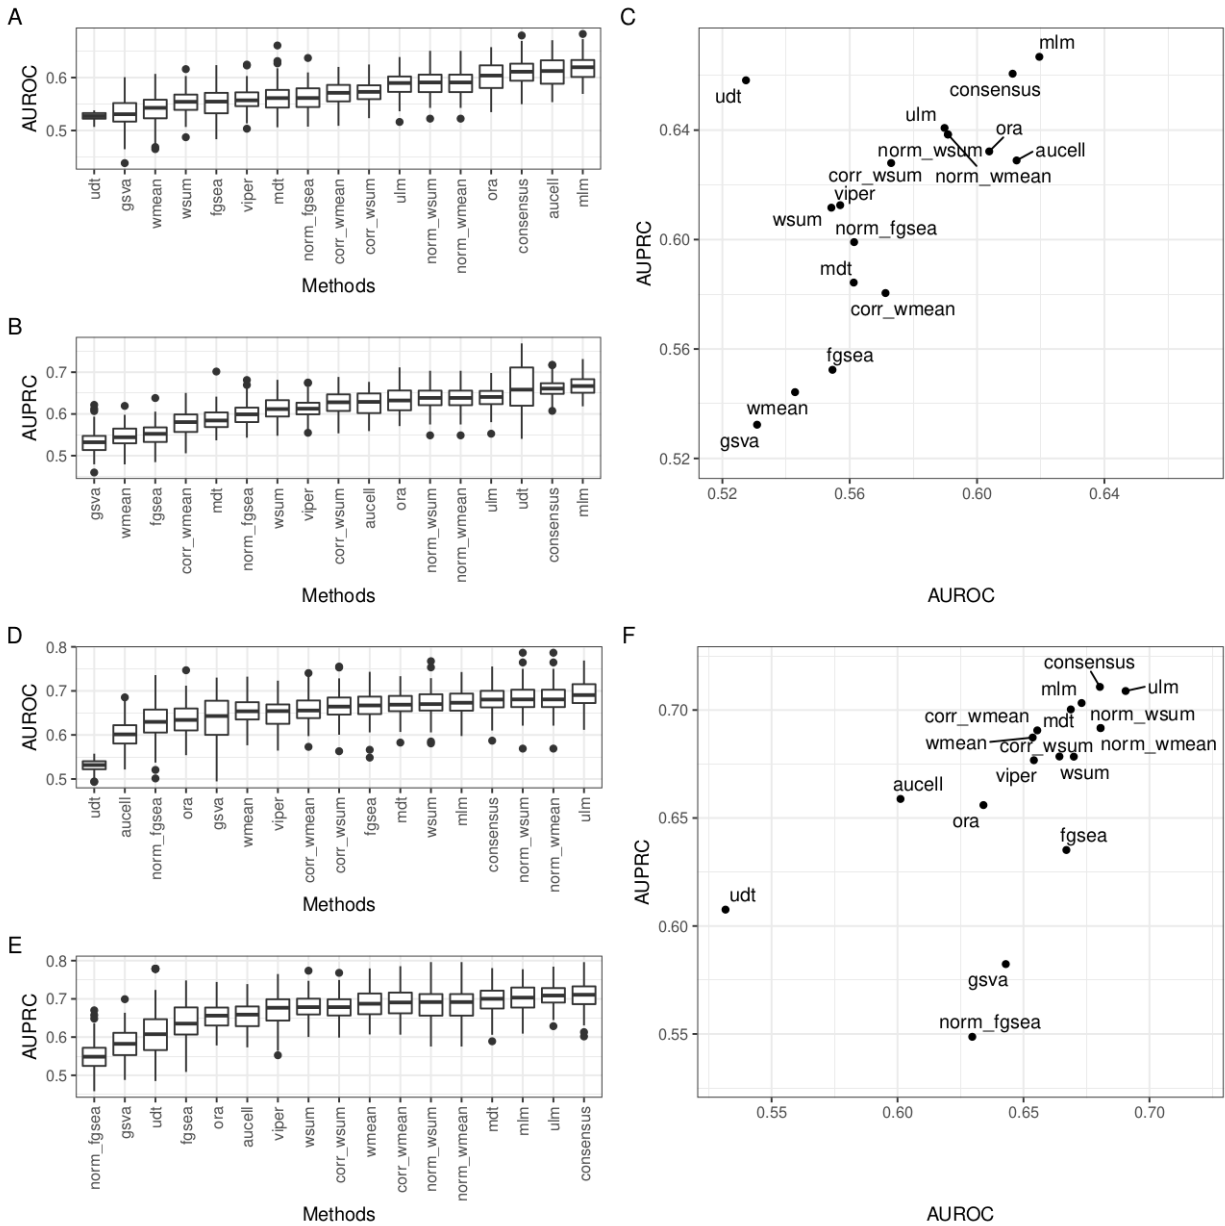 A
AUROC
0.6
0.5
udt
gsva
wmean
wsum
fgsea
viper
mdt
norm_fgsea
corr_wmean
corr_wsum
ulm
norm_wsum
norm_wmean
ora
consensus
aucell
mlm
Methods
B
AUPRC
0.7
0.6
0.5
gsva
wmean
fgsea
corr_wmean
mdt
norm_fgsea
wsum
viper
corr_wsum
aucell
ora
norm_wsum
norm_wmean
ulm
udt
consensus
mlm
Methods
C
AUPRC
0.64
0.60
0.56
0.52
mlm
consensus
udt
ulm
ora
norm_wsum
aucell
corr_wsum
norm_wmean
viper
wsum
norm_fgsea
mdt
corr_wmean
fgsea
wmean
gsva
0.52
0.56
0.60
0.64
AUROC
D
AUROC
0.8
0.7
0.6
0.5
udt
aucell
norm_fgsea
ora
gsva
wmean
viper
corr_wmean
corr_wsum
fgsea
mdt
wsum
mlm
consensus
norm_wsum
norm_wmean
ulm
Methods
E
AUPRC
0.8
0.7
0.6
0.5
norm_fgsea
gsva
udt
fgsea
ora
aucell
viper
wsum
corr_wsum
wmean
corr_wmean
norm_wsum
norm_wmean
mdt
mlm
ulm
consensus
Methods
F
AUPRC
0.70
0.65
0.60
0.55
consensus
mlm
ulm
corr_wmean
mdt
norm_wsum
wmean
corr_wsum
norm_wmean
viper
wsum
aucell
ora
fgsea
udt
gsva
norm_fgsea
0.55
0.60
0.65
0.70
AUROC